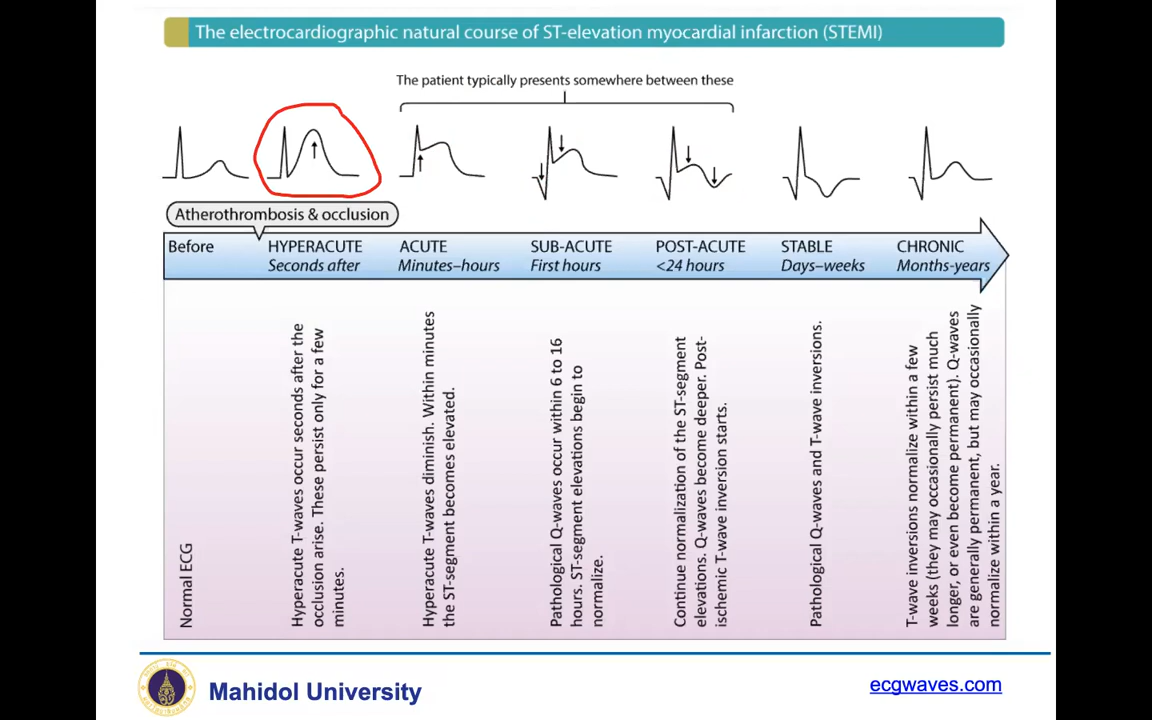 The electrocardiographic natural course of ST-elevation myocardial infarction (STEMI)
The patient typically presents somewhere between these
Atherothrombosis & occlusion
Before
HYPERACUTE
Seconds after
ACUTE
Minutes–hours
SUB-ACUTE
First hours
POST-ACUTE
<24 hours
STABLE
Days–weeks
CHRONIC
Months-years
Normal ECG
Hyperacute T-waves occur seconds after the
occlusion arise. These persist only for a few
minutes.
Hyperacute T-waves diminish. Within minutes
the ST-segment becomes elevated.
Pathological Q-waves occur within 6 to 16
hours. ST-segment elevations begin to
normalize.
Continue normalization of the ST-segment
elevations. Q-waves become deeper. Post-
ischemic T-wave inversion starts.
Pathological Q-waves and T-wave inversions.
T-wave inversions normalize within a few
weeks (they may occasionally persist much
longer, or even become permanent). Q-waves
are generally permanent, but may occasionally
normalize within a year.
Mahidol University
ecgwaves.com